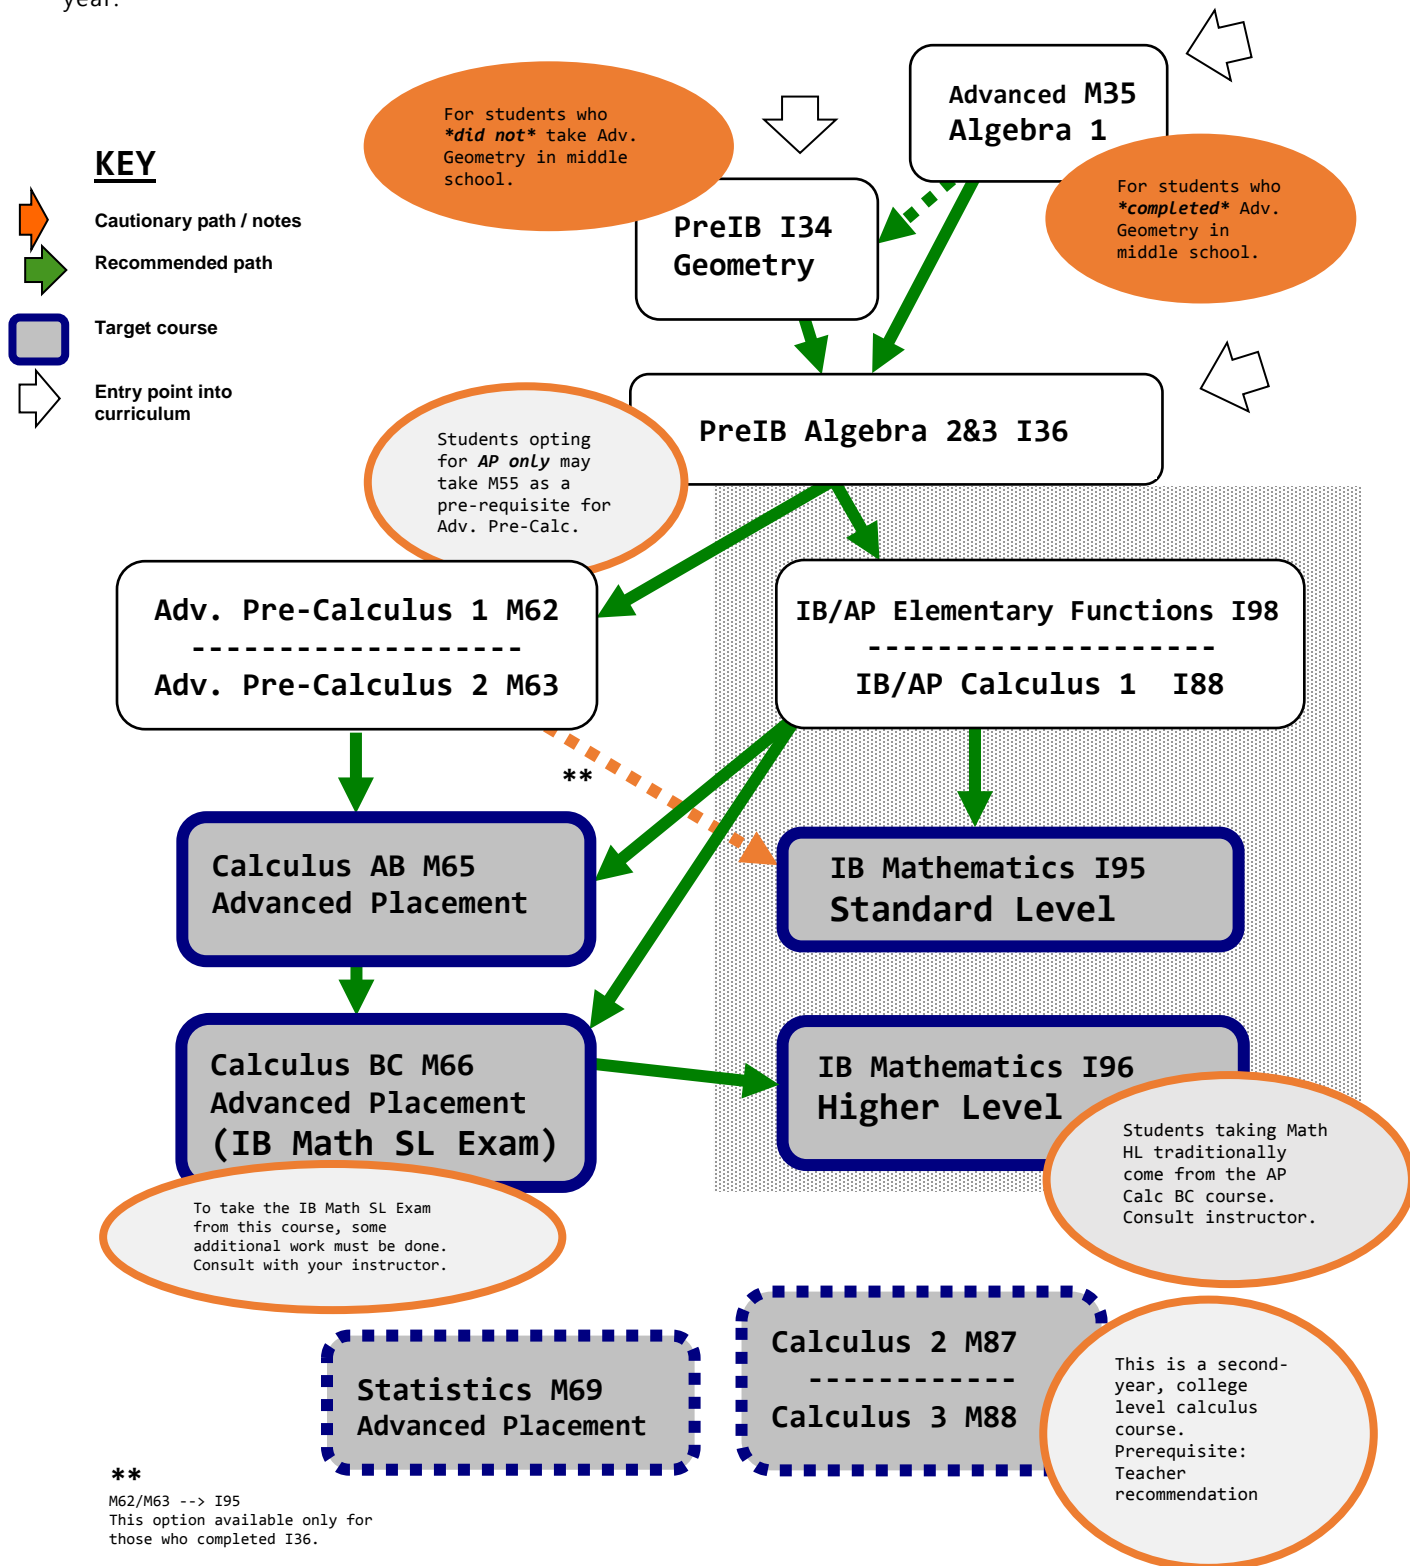 year.
Advanced M35
Algebra 1
For students who
*did not* take Adv.
Geometry in middle
school.
KEY
Cautionary path / notes
Recommended path
Target course
Entry point into
curriculum
For students who
*completed* Adv.
Geometry in
middle school.
PreIB I34
Geometry
PreIB Algebra 2&3 I36
Students opting
for AP only may
take M55 as a
pre-requisite for
Adv. Pre-Calc.
Adv. Pre-Calculus 1 M62
-------------------
Adv. Pre-Calculus 2 M63
IB/AP Elementary Functions I98
--------------------
IB/AP Calculus 1 I88
**
Calculus AB M65
Advanced Placement
IB Mathematics I95
Standard Level
Calculus BC M66
Advanced Placement
(IB Math SL Exam)
IB Mathematics I96
Higher Level
Students taking Math
HL traditionally
come from the AP
Calc BC course.
Consult instructor.
To take the IB Math SL Exam
from this course, some
additional work must be done.
Consult with your instructor.
Statistics M69
Advanced Placement
Calculus 2 M87
------------
Calculus 3 M88
This is a second-
year, college
level calculus
course.
Prerequisite:
Teacher
recommendation
**
M62/M63 --> I95
This option available only for
those who completed I36.